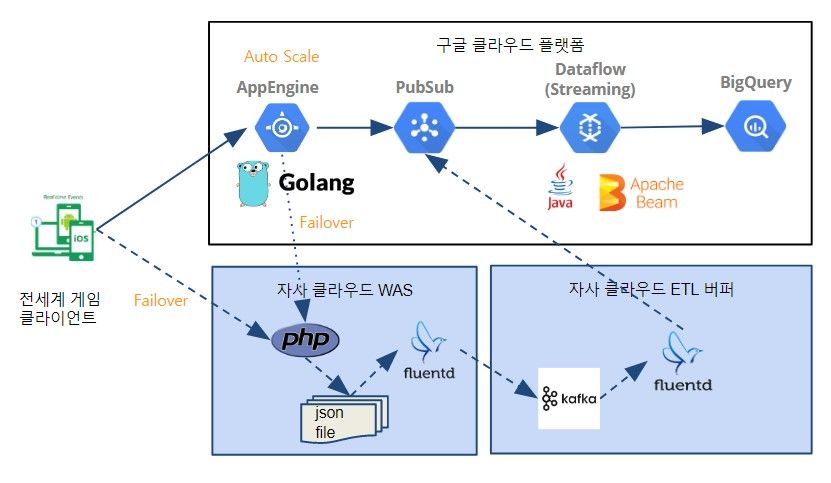 구글 클라우드 플랫폼
Auto Scale
AppEngine
PubSub
Dataflow
(Streaming)
BigQuery
Golang
Java
Apache
Beam
Failover
Realtime Events
1
iOS
전세계 게임
클라이언트
Failover
자사 클라우드 WAS
php
fluentd
json
file
자사 클라우드 ETL 버퍼
kafka
fluentd